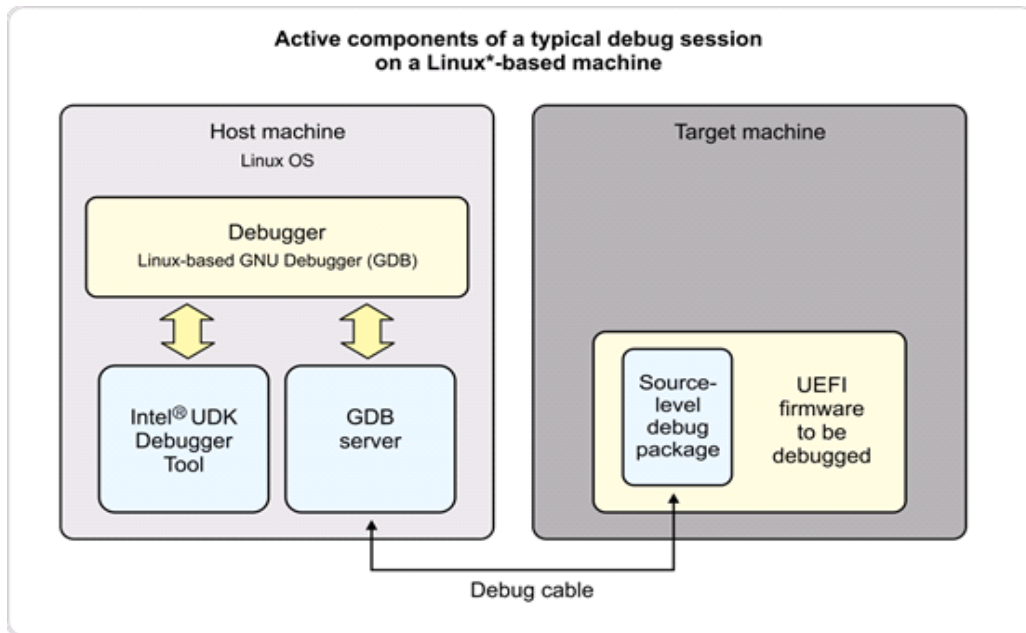 Active components of a typical debug session
on a Linux*-based machine
Host machine
Linux OS
Debugger
Linux-based GNU Debugger (GDB)
Intel® UDK
Debugger
Tool
GDB
server
Target machine
Source-
level
debug
package
UEFI
firmware
to be
debugged
Debug cable